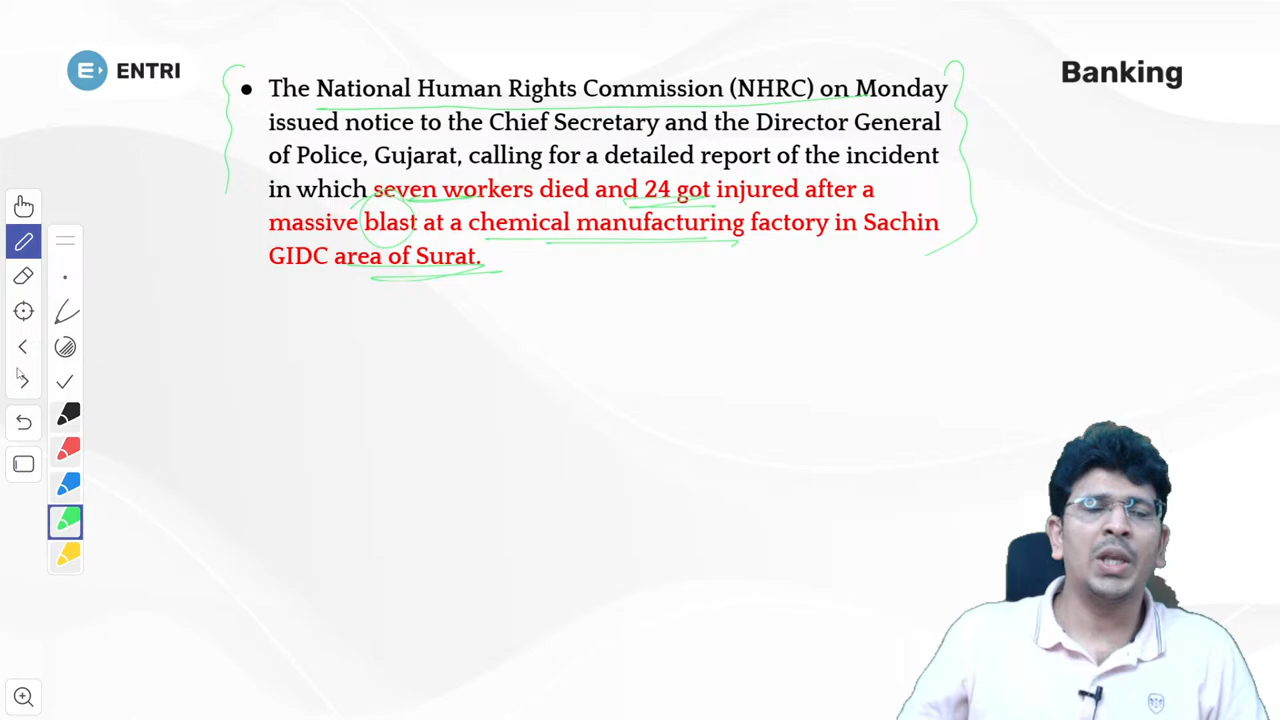 ENTRI
Banking
The National Human Rights Commission (NHRC) on Monday
issued notice to the Chief Secretary and the Director General
of Police, Gujarat, calling for a detailed report of the incident
in which seven workers died and 24 got injured after a
massive blast at a chemical manufacturing factory in Sachin
GIDC area of Surat.